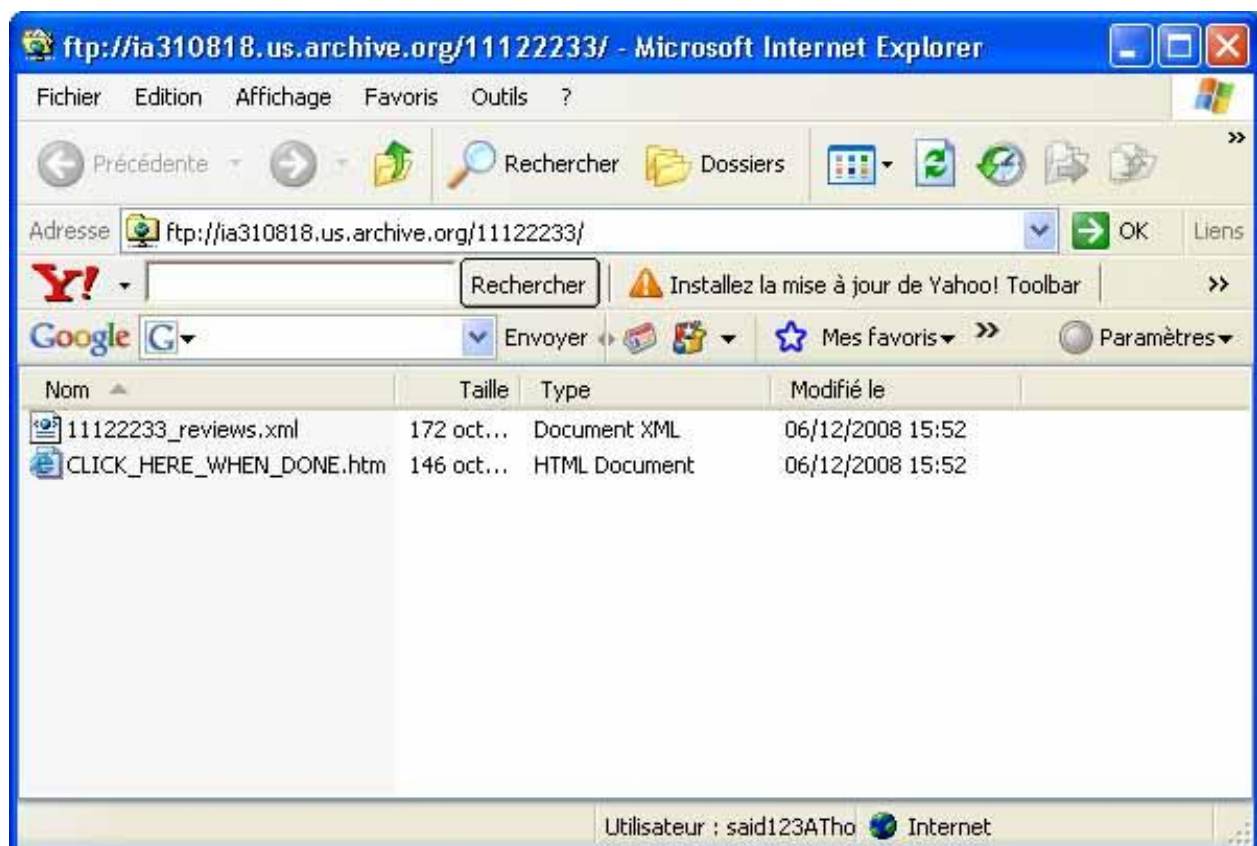 ftp://ia310818.us.archive.org/11122233/ - Microsoft Internet Explorer
Fichier Edition Affichage Favoris Outils ?
Précédente Rechercher Dossiers »
Adresse ftp://ia310818.us.archive.org/11122233/ OK Liens
Y! Rechercher Installez la mise à jour de Yahoo! Toolbar »
Google G Envoyer Mes favoris » Paramètres
Nom Taille Type Modifié le
11122233_reviews.xml 172 oct... Document XML 06/12/2008 15:52
CLICK_HERE_WHEN_DONE.htm 146 oct... HTML Document 06/12/2008 15:52
Utilisateur : said123ATho Internet